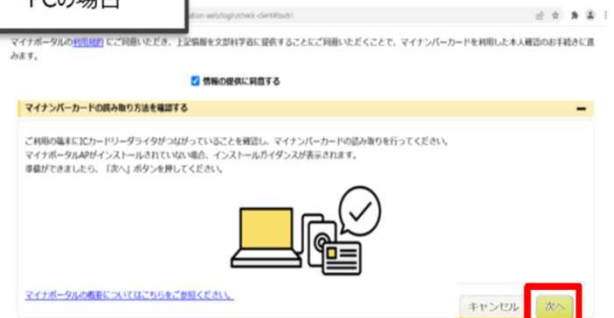 PCの場合
マイナポータルの利用規約 にご同意いただき、上記情報を文部科学省に提供することにご同意いただくことで、マイナンバーカードを利用した本人確認のお手続きに進
みます。
情報の提供に同意する
マイナンバーカードの読み取り方法を確認する
ご利用の端末にICカードリーダライタがつながっていることを確認し、マイナンバーカードの読み取りを行ってください。
マイナポータルAPがインストールされていない場合、インストールガイダンスが表示されます。
準備ができましたら、「次へ」ボタンを押してください。
マイナポータルの概要についてはこちらをご参照ください。
キャンセル 次へ